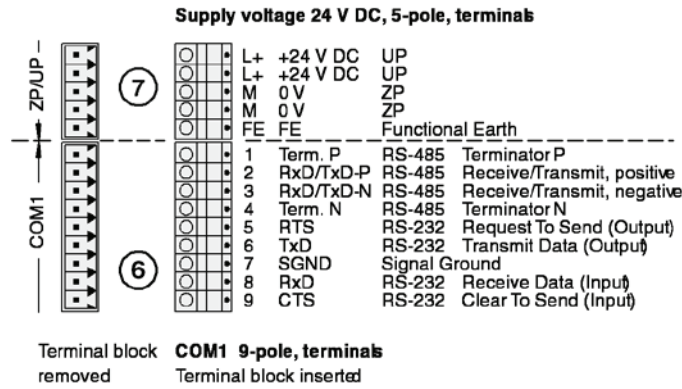 Supply voltage 24 V DC, 5-pole, terminals
ZP/UP
7
L+ +24 V DC UP
L+ +24 V DC UP
M 0 V ZP
M 0 V ZP
FE FE Functional Earth
COM1
6
1 Term. P RS-485 Terminator P
2 RxD/TxD-P RS-485 Receive/Transmit, positive
3 RxD/TxD-N RS-485 Receive/Transmit, negative
4 Term. N RS-485 Terminator N
5 RTS RS-232 Request To Send (Output)
6 TxD RS-232 Transmit Data (Output)
7 SGND Signal Ground
8 RxD RS-232 Receive Data (Input)
9 CTS RS-232 Clear To Send (Input)
Terminal block removed
COM1 9-pole, terminals
Terminal block inserted